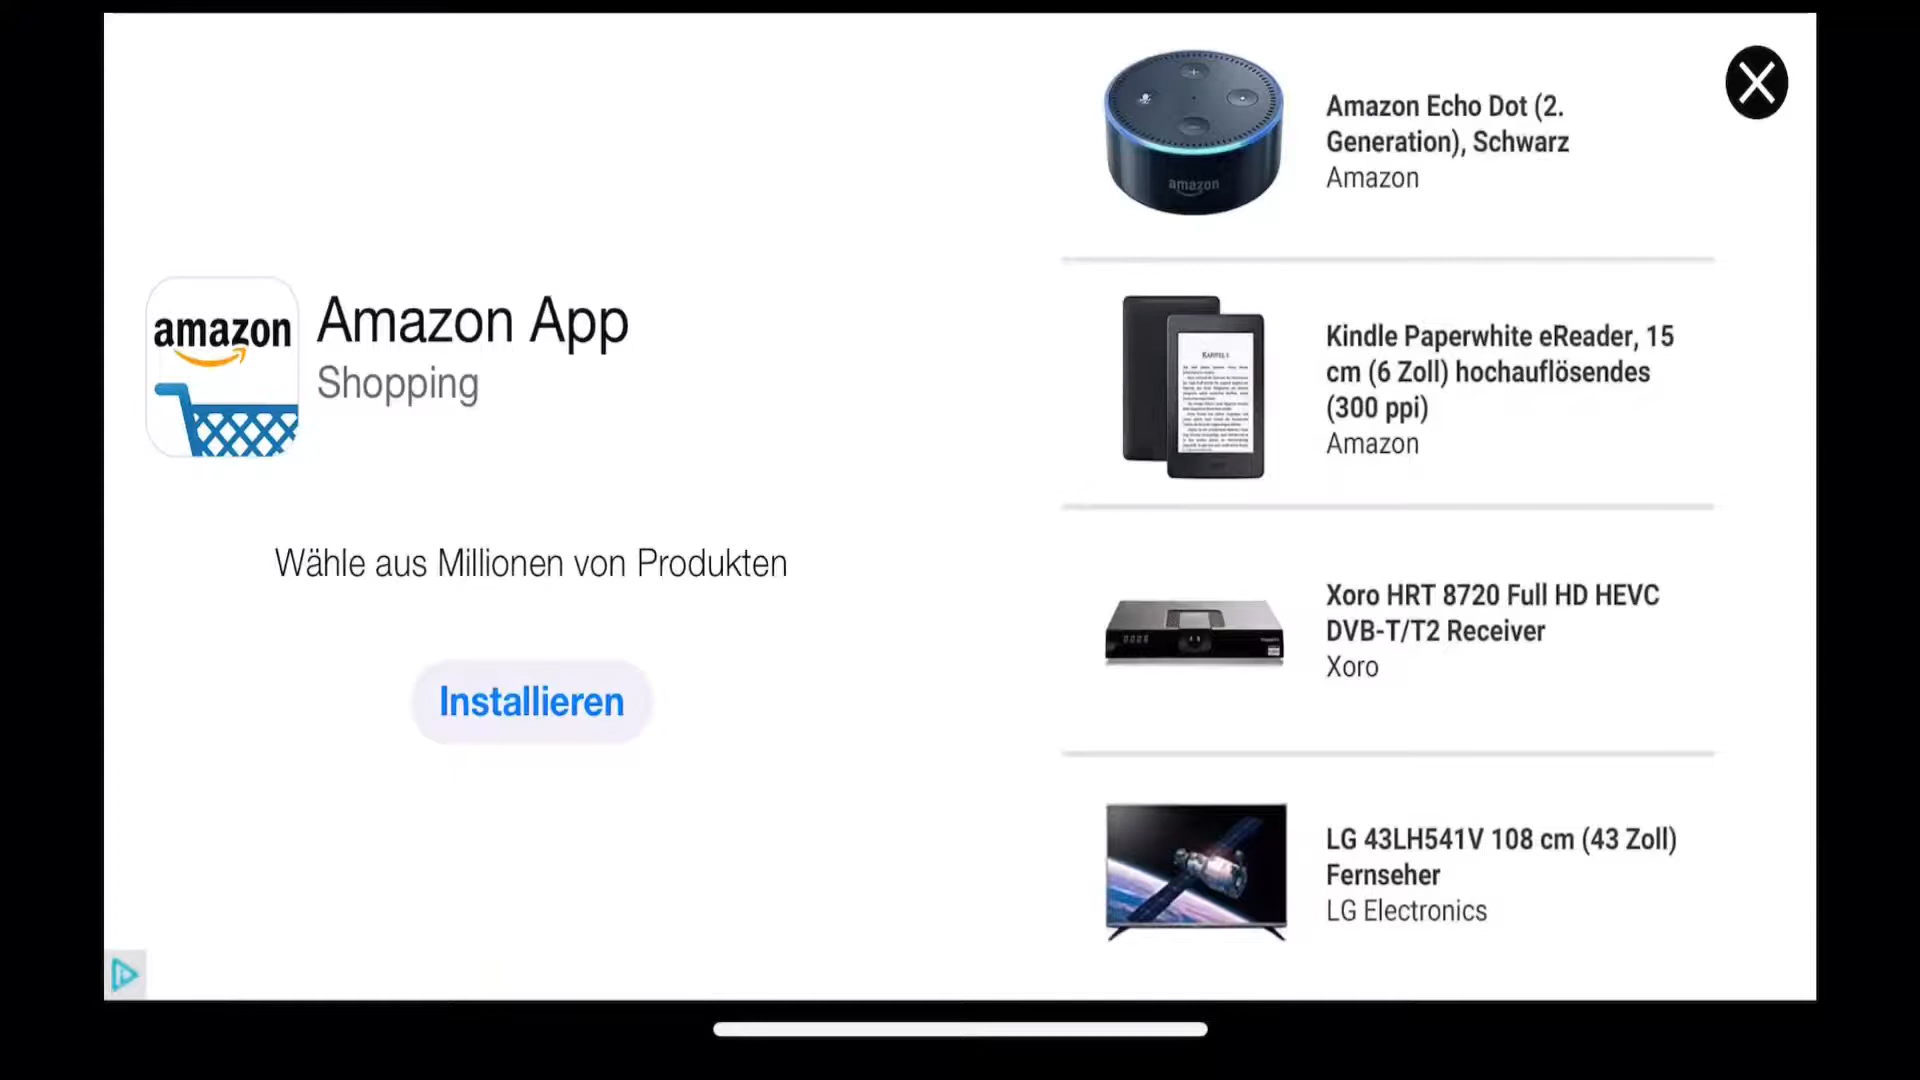 amazon
Amazon App
Shopping
Wähle aus Millionen von Produkten
Installieren
amazon
Amazon Echo Dot (2.
Generation), Schwarz
Amazon
Kindle Paperwhite eReader, 15
cm (6 Zoll) hochauflösendes
(300 ppi)
Amazon
Xoro HRT 8720 Full HD HEVC
DVB-T/T2 Receiver
Xoro
LG 43LH541V 108 cm (43 Zoll)
Fernseher
LG Electronics